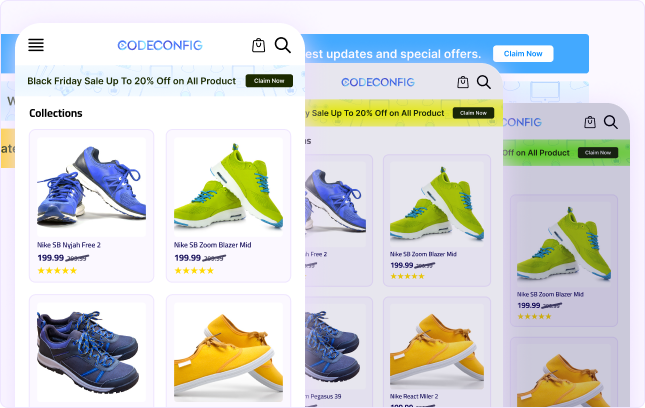 CODECONFIG
Black Friday Sale Up To 20% Off on All Product
Claim Now
Collections
Nike SB Nyjah Free 2
199.99 299.99
Nike SB Zoom Blazer Mid
199.99 299.99
est updates and special offers.
Claim Now
W
ate
CODECONFIG
y Sale Up To 20% Off on All Product
Claim Now
ns
Free 2
299.99
Nike SB Zoom Blazer Mid
199.99 299.99
m Pegasus 39
Nike React Miler 2
ONFIG
Off on All Product
Claim Now
Nike SB Zoom Blazer Mid
199.99 299.99